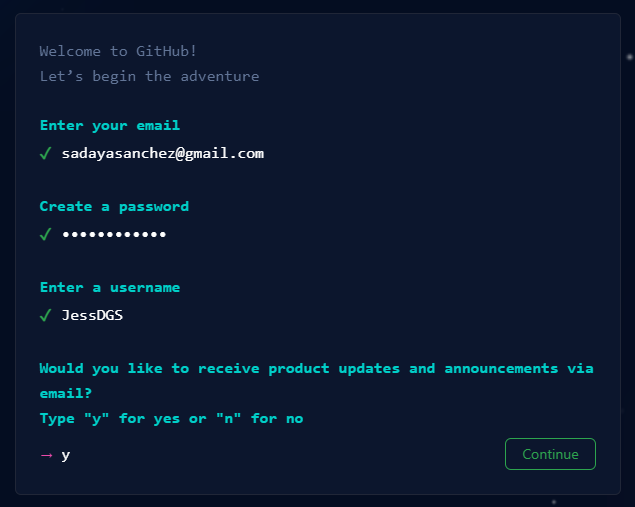 Welcome to GitHub!
Let’s begin the adventure
Enter your email
✓ sadayasanchez@gmail.com
Create a password
✓ ••••••••••••
Enter a username
✓ JessDGS
Would you like to receive product updates and announcements via
email?
Type "y" for yes or "n" for no
→ y
Continue